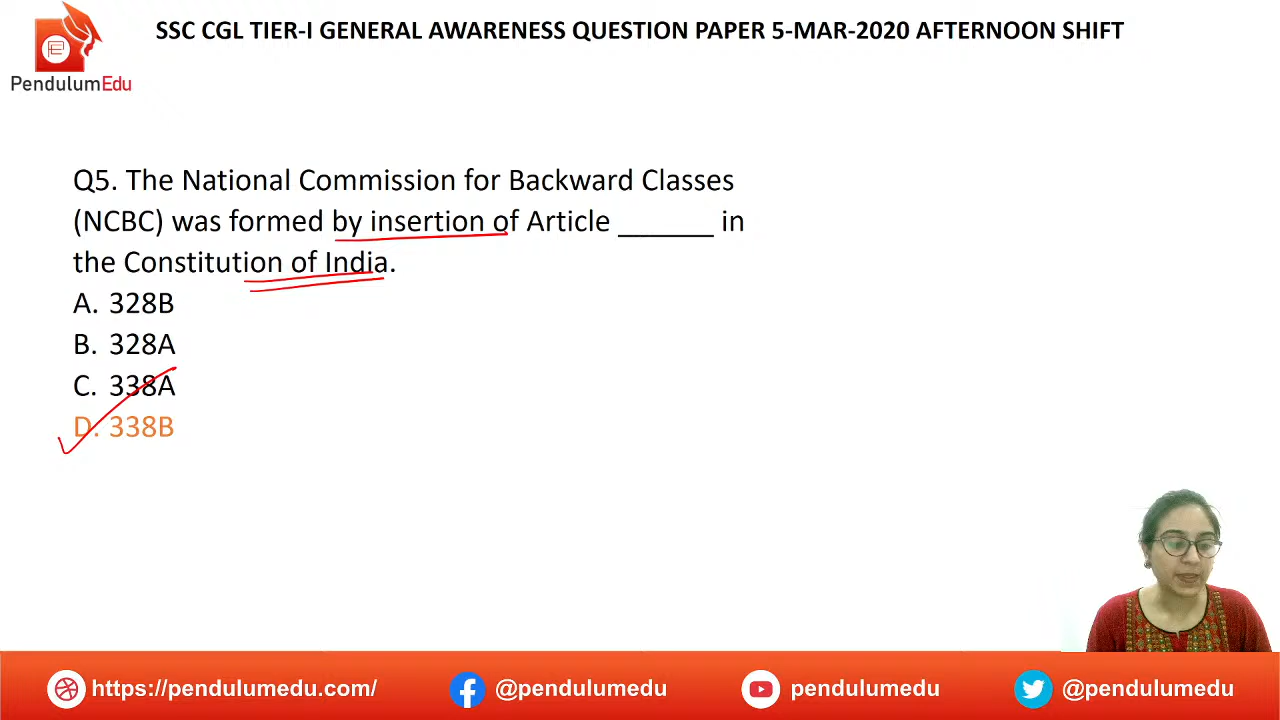 SSC CGL TIER-I GENERAL AWARENESS QUESTION PAPER 5-MAR-2020 AFTERNOON SHIFT
PendulumEdu
Q5. The National Commission for Backward Classes
(NCBC) was formed by insertion of Article ______ in
the Constitution of India.
A. 328B
B. 328A
C. 338A
D. 338B
https://pendulumedu.com/
@pendulumedu
pendulumedu
@pendulumedu